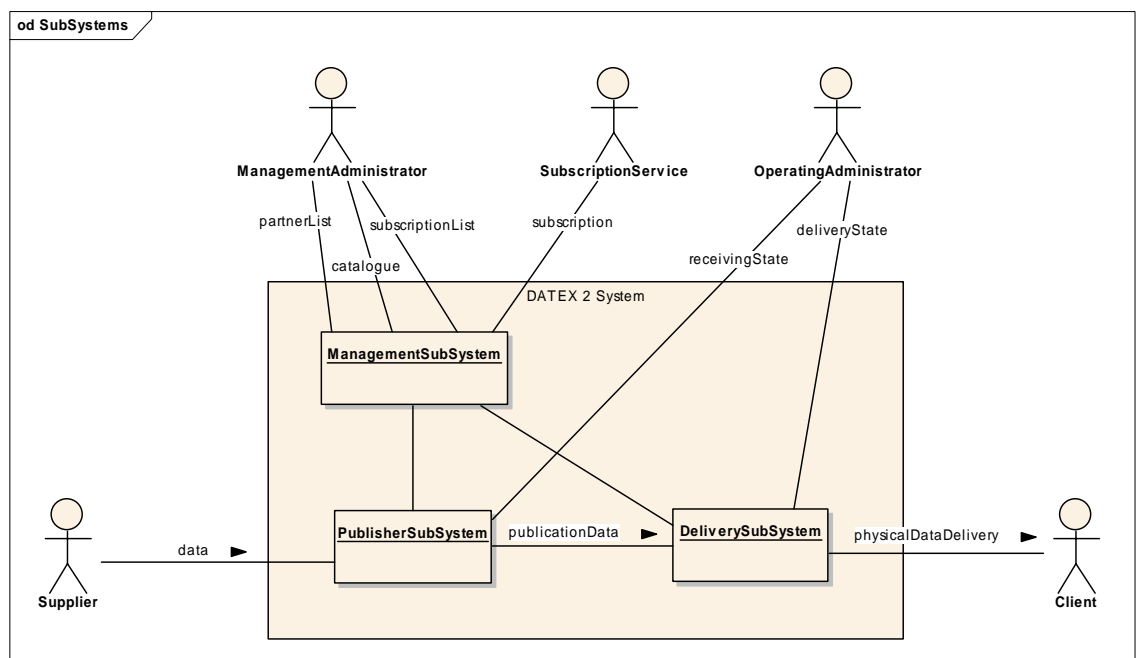 od SubSystems
ManagementAdministrator
SubscriptionService
OperatingAdministrator
partnerList
subscriptionList
subscription
deliveryState
catalogue
receivingState
DATEX 2 System
ManagementSubSystem
PublisherSubSystem
publicationData
DeliverySubSystem
physicalDataDelivery
data
Supplier
Client